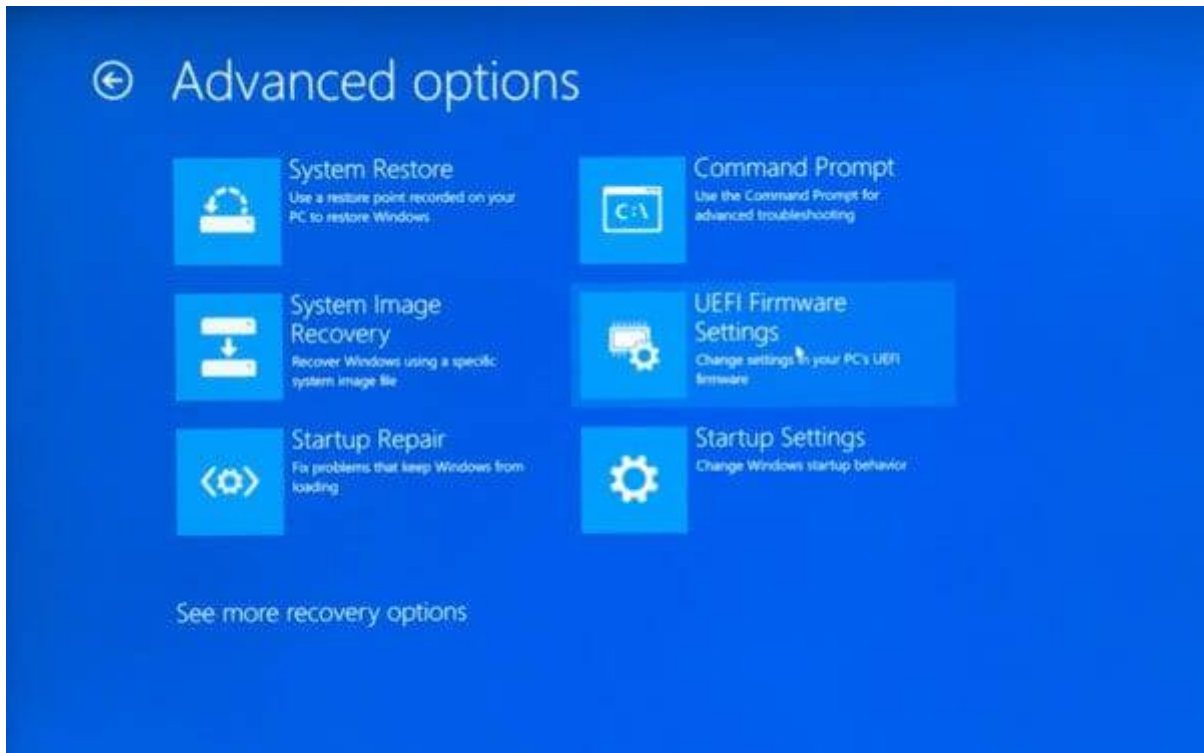 Advanced options
System Restore
Use a restore point recorded on your
PC to restore Windows
Command Prompt
Use the Command Prompt for
advanced troubleshooting
C:\
System Image
Recovery
Recover Windows using a specific
system image file
UEFI Firmware
Settings
Change settings in your PC's UEFI
firmware
Startup Repair
Fix problems that keep Windows from
loading
Startup Settings
Change Windows startup behavior
See more recovery options